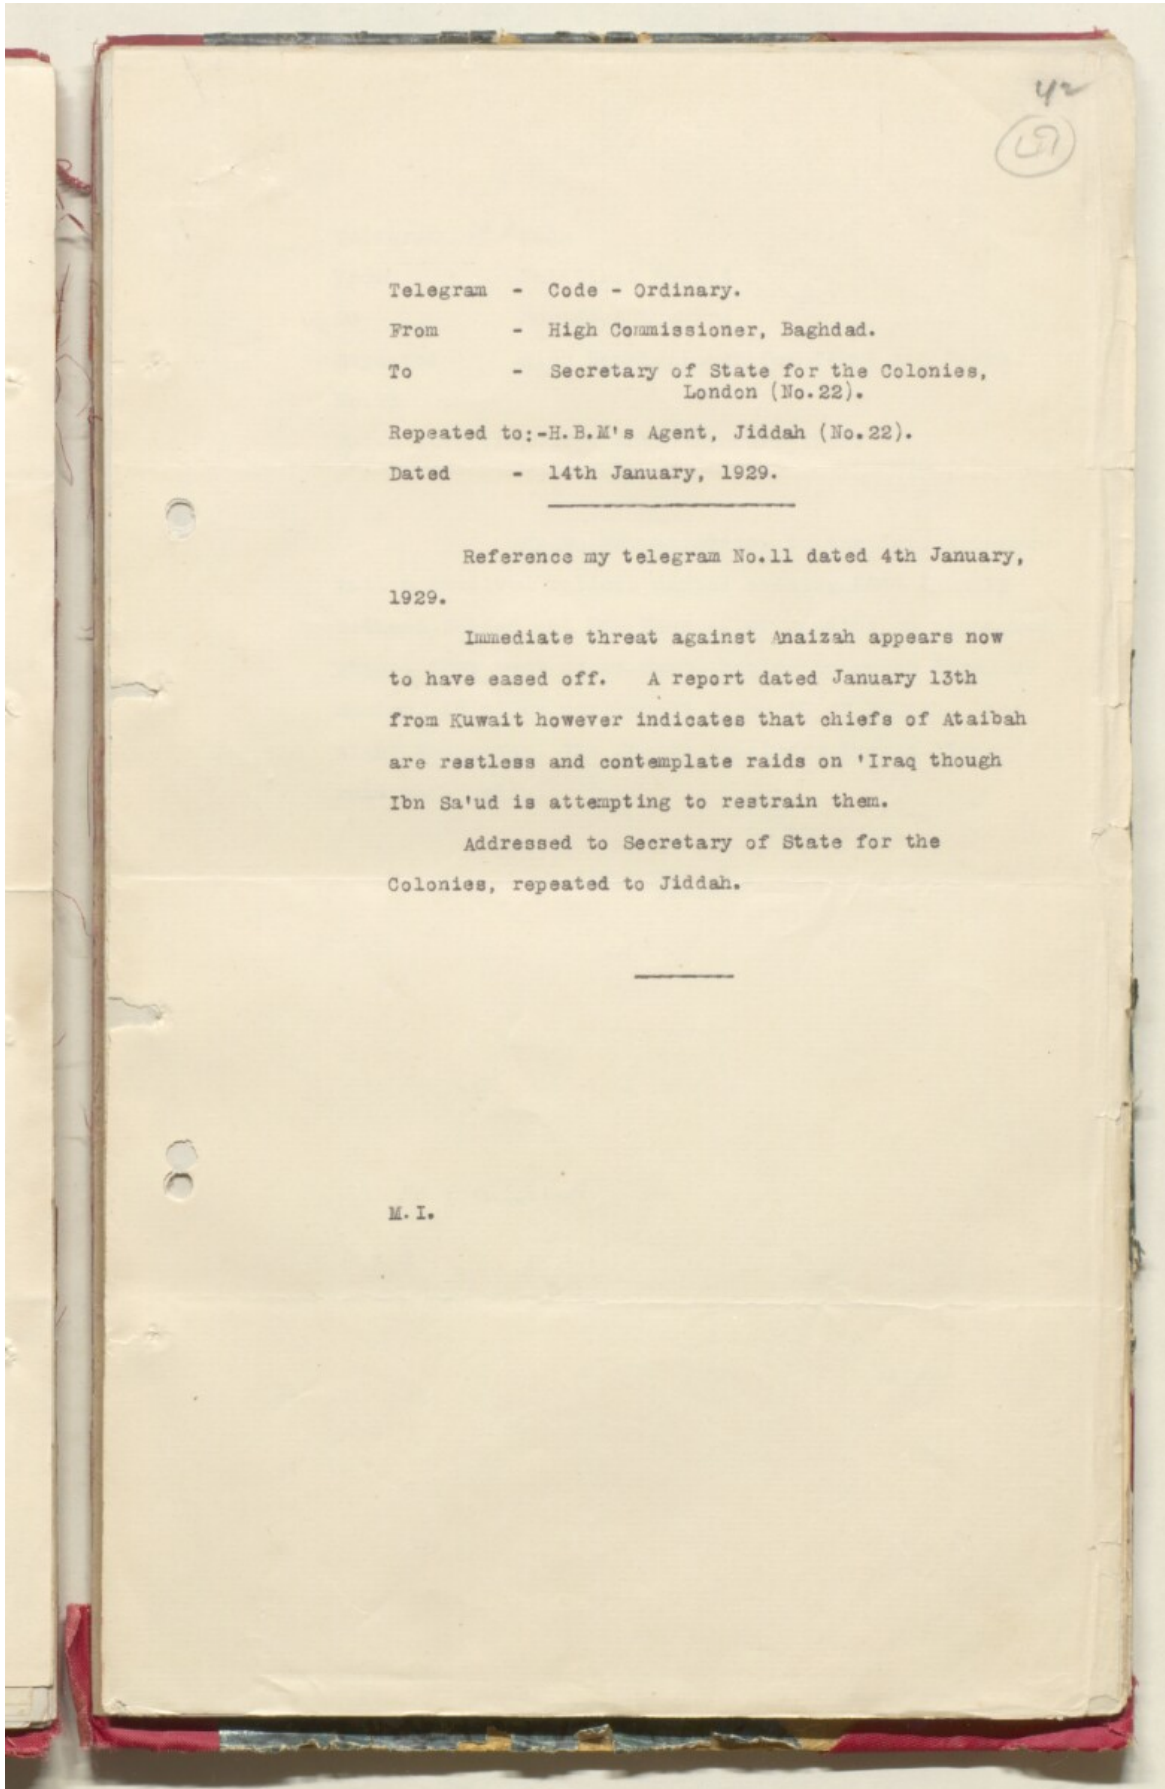 42
Telegram - Code - Ordinary.
From - High Commissioner, Baghdad.
To - Secretary of State for the Colonies,
London (No.22).
Repeated to:-H.B.M's Agent, Jiddah (No.22).
Dated - 14th January, 1929.
Reference my telegram No.11 dated 4th January,
1929.
Immediate threat against Anaizah appears now
to have eased off. A report dated January 13th
from Kuwait however indicates that chiefs of Ataibah
are restless and contemplate raids on 'Iraq though
Ibn Sa'ud is attempting to restrain them.
Addressed to Secretary of State for the
Colonies, repeated to Jiddah.
M.I.